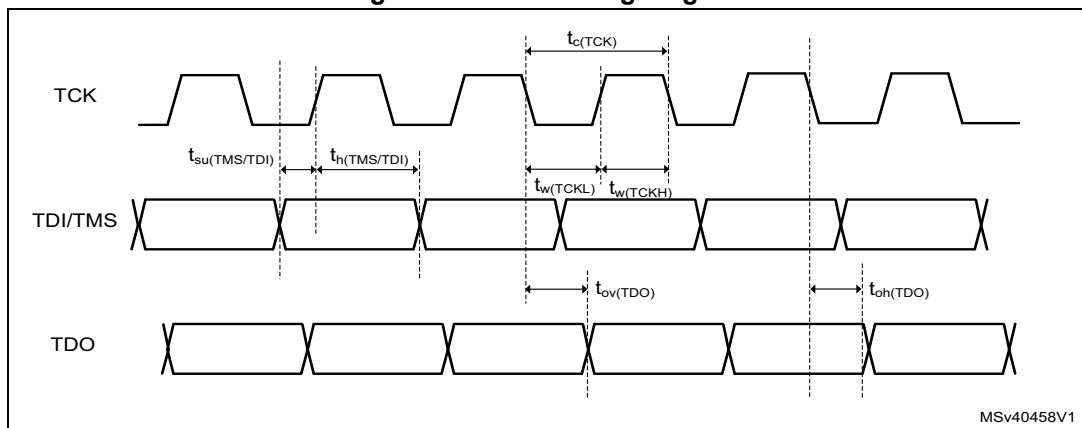 t_c(TCK)
TCK
t_su(TMS/TDI) t_h(TMS/TDI)
t_w(TCKL) t_w(TCKH)
TDI/TMS
t_ov(TDO) t_oh(TDO)
TDO
MSv40458V1